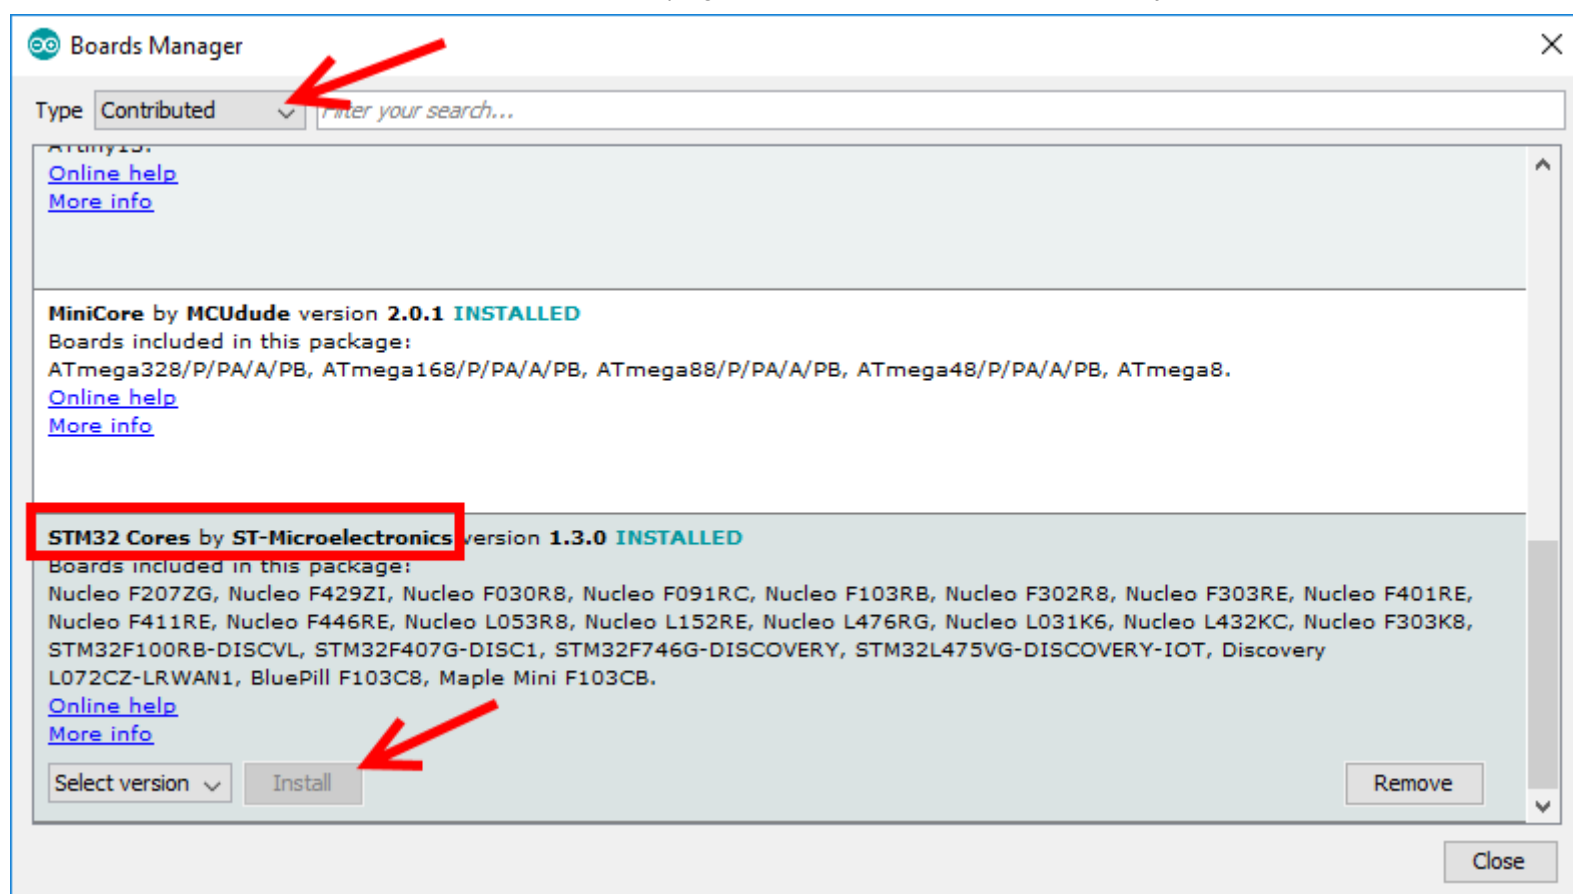 Boards Manager
Type Contributed Filter your search...
ATtiny13.
Online help
More info
MiniCore by MCUdude version 2.0.1 INSTALLED
Boards included in this package:
ATmega328/P/PA/A/PB, ATmega168/P/PA/A/PB, ATmega88/P/PA/A/PB, ATmega48/P/PA/A/PB, ATmega8.
Online help
More info
STM32 Cores by ST-Microelectronics version 1.3.0 INSTALLED
Boards included in this package:
Nucleo F207ZG, Nucleo F429ZI, Nucleo F030R8, Nucleo F091RC, Nucleo F103RB, Nucleo F302R8, Nucleo F303RE, Nucleo F401RE,
Nucleo F411RE, Nucleo F446RE, Nucleo L053R8, Nucleo L152RE, Nucleo L476RG, Nucleo L031K6, Nucleo L432KC, Nucleo F303K8,
STM32F100RB-DISCVL, STM32F407G-DISC1, STM32F746G-DISCOVERY, STM32L475VG-DISCOVERY-IOT, Discovery
L072CZ-LRWAN1, BluePill F103C8, Maple Mini F103CB.
Online help
More info
Select version Install Remove
Close